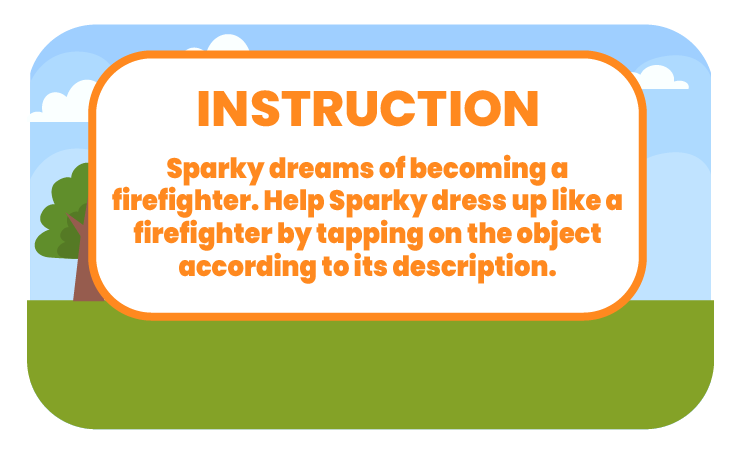 INSTRUCTION
Sparky dreams of becoming a
firefighter. Help Sparky dress up like a
firefighter by tapping on the object
according to its description.